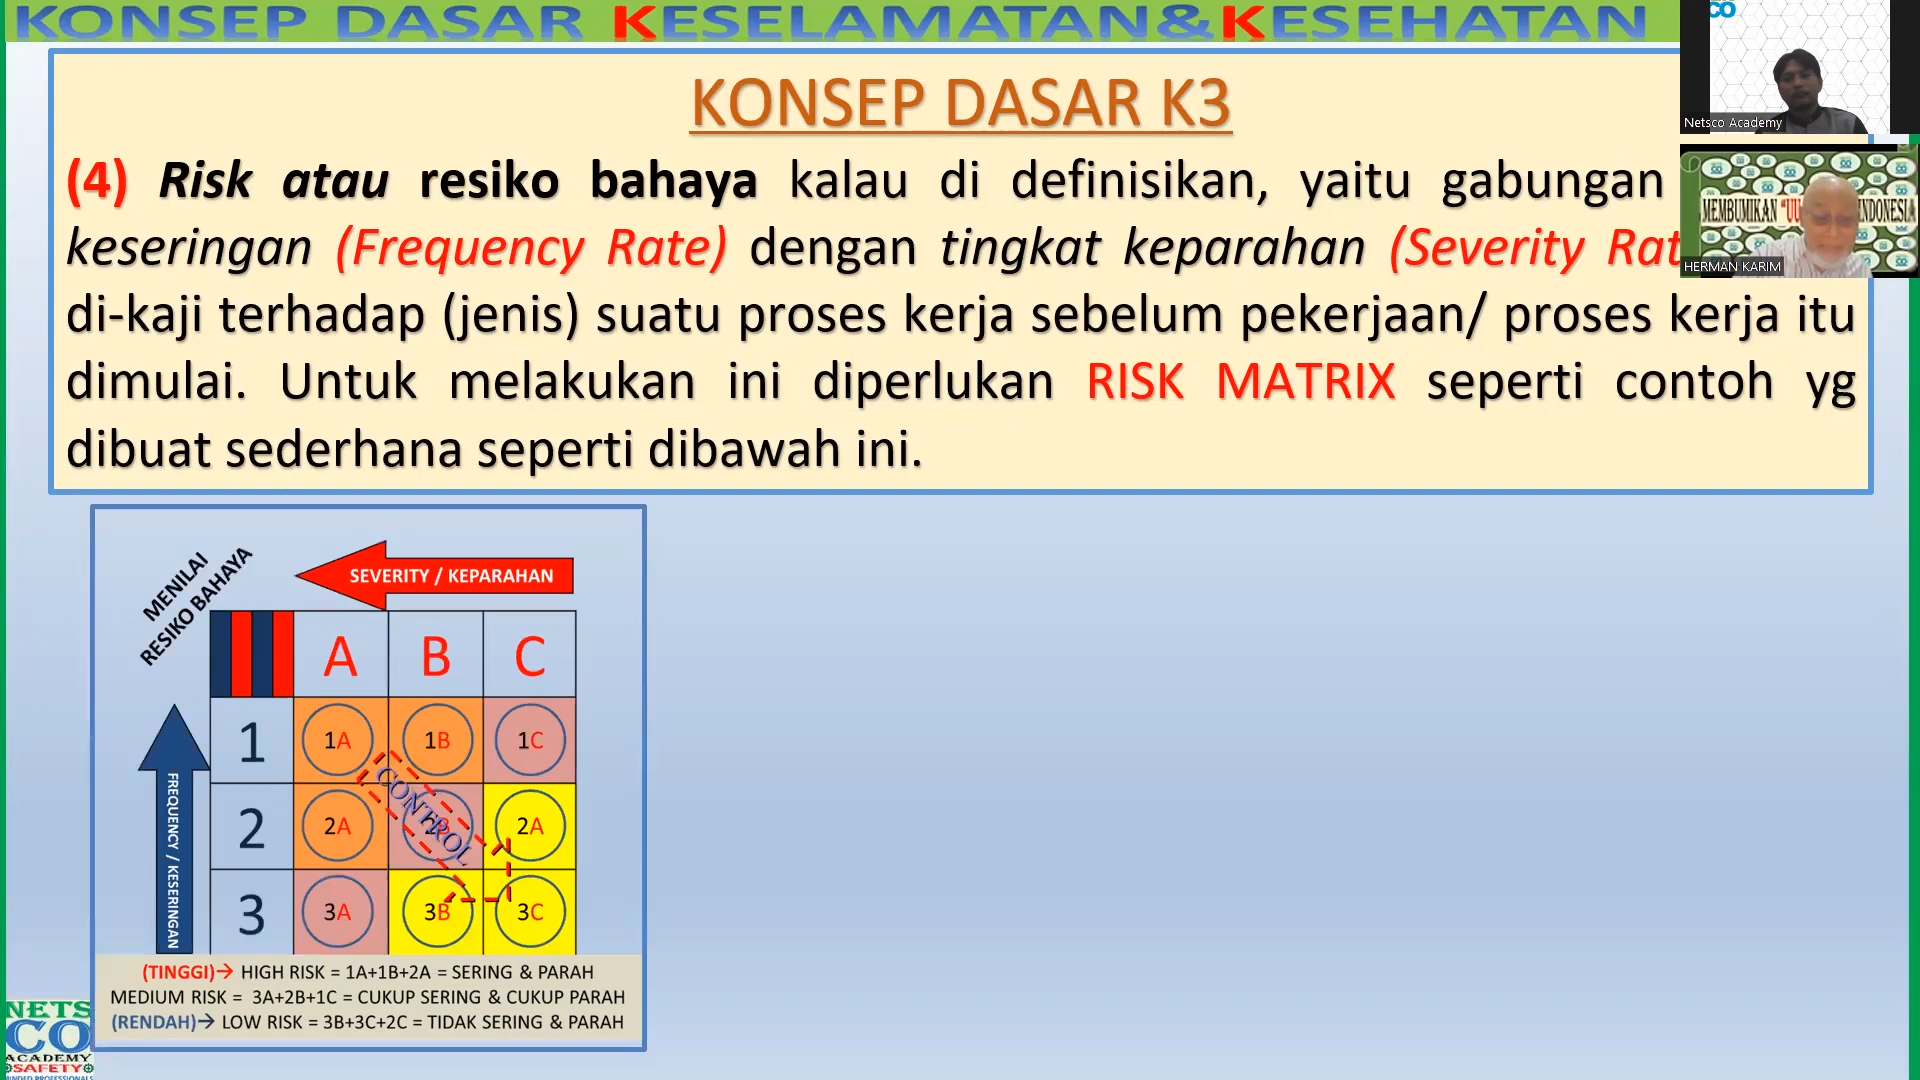 KONSEP DASAR KESELAMATAN&KESEHATAN
KONSEP DASAR K3
(4) Risk atau resiko bahaya kalau di definisikan, yaitu gabungan
keseringan (Frequency Rate) dengan tingkat keparahan (Severity Rat
di-kaji terhadap (jenis) suatu proses kerja sebelum pekerjaan/ proses kerja itu
dimulai. Untuk melakukan ini diperlukan RISK MATRIX seperti contoh yg
dibuat sederhana seperti dibawah ini.
CO
Netsco Academy
MEMBUMIKAN "UU INDONESIA
HERMAN KARIM
MENILAI
RESIKO BAHAYA
SEVERITY / KEPARAHAN
A B C
1 1A 1B 1C
2 2A 2A
CONTROL
3 3A 3B 3C
FREQUENCY / KESERINGAN
(TINGGI)→ HIGH RISK = 1A+1B+2A = SERING & PARAH
MEDIUM RISK = 3A+2B+1C = CUKUP SERING & CUKUP PARAH
(RENDAH)→ LOW RISK = 3B+3C+2C = TIDAK SERING & PARAH
NETS
CO
ACADEMY
SAFETY
MINDED PROFESSIONALS